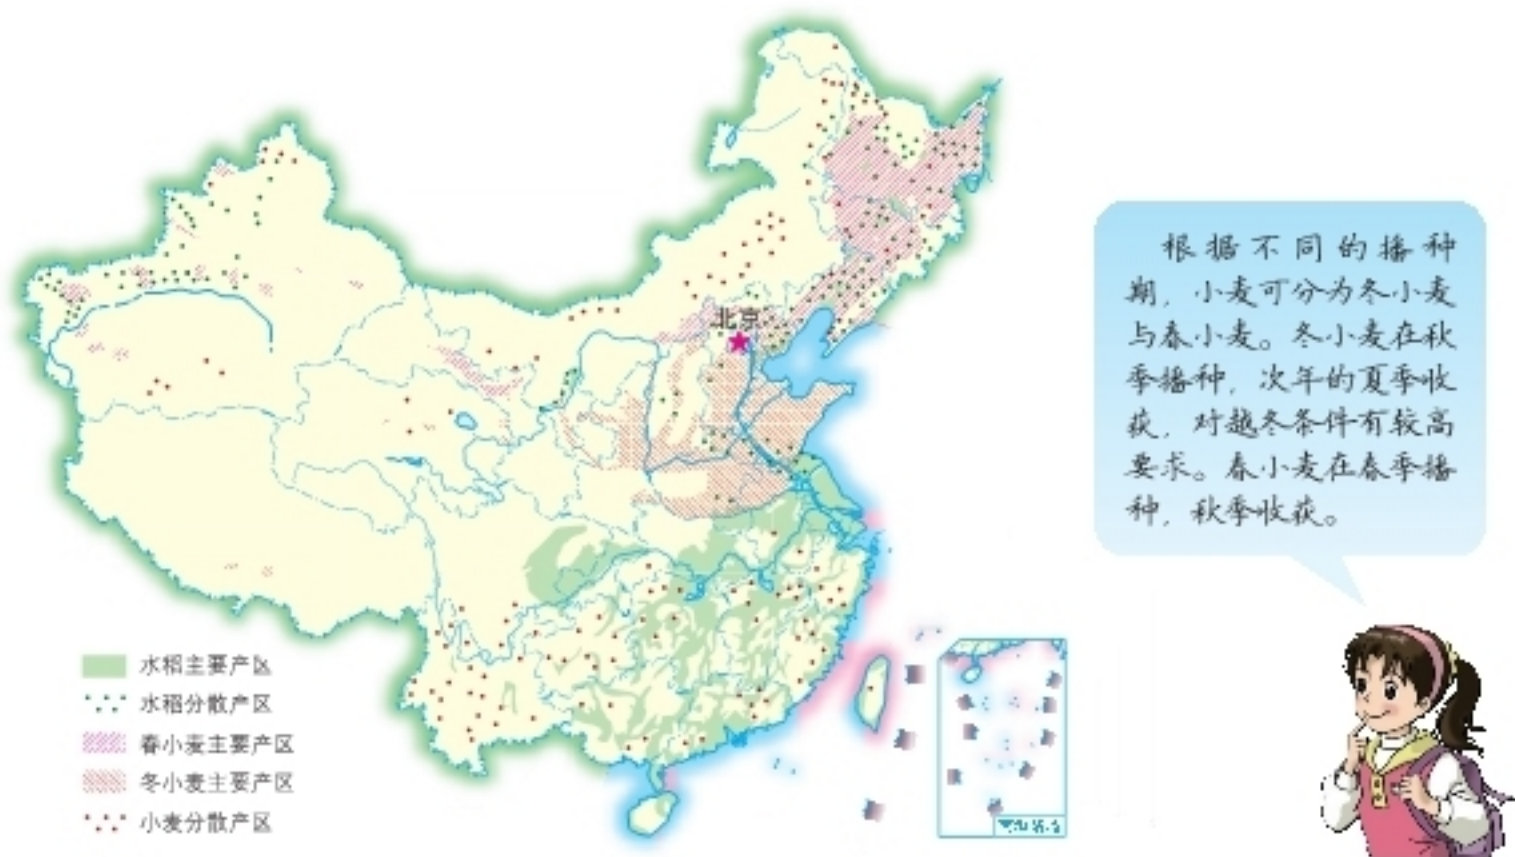 北京
水稻主要产区
水稻分散产区
春小麦主要产区
冬小麦主要产区
小麦分散产区
根据不同的播种
期，小麦可分为冬小麦
与春小麦。冬小麦在秋
季播种，次年的夏季收
获，对越冬条件有较高
要求。春小麦在春季播
种，秋季收获。